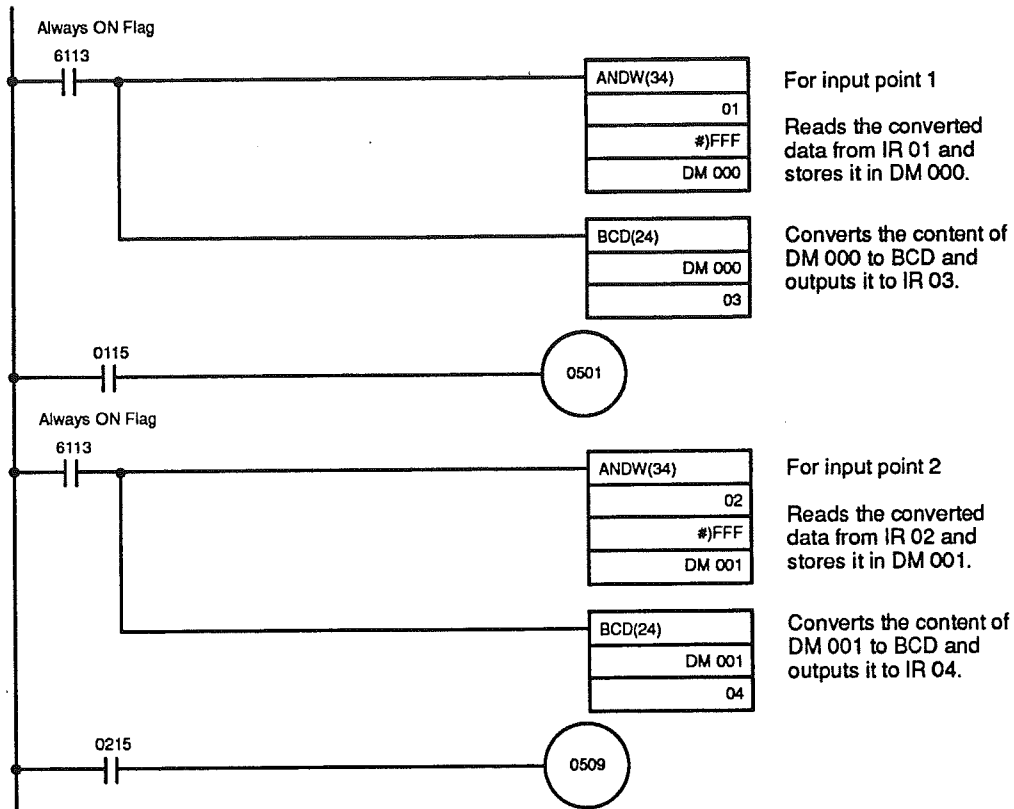 Always ON Flag
6113
ANDW(34)
01
#)FFF
DM 000
For input point 1
Reads the converted
data from IR 01 and
stores it in DM 000.
BCD(24)
DM 000
03
Converts the content of
DM 000 to BCD and
outputs it to IR 03.
0115
0501
Always ON Flag
6113
ANDW(34)
02
#)FFF
DM 001
For input point 2
Reads the converted
data from IR 02 and
stores it in DM 001.
BCD(24)
DM 001
04
Converts the content of
DM 001 to BCD and
outputs it to IR 04.
0215
0509